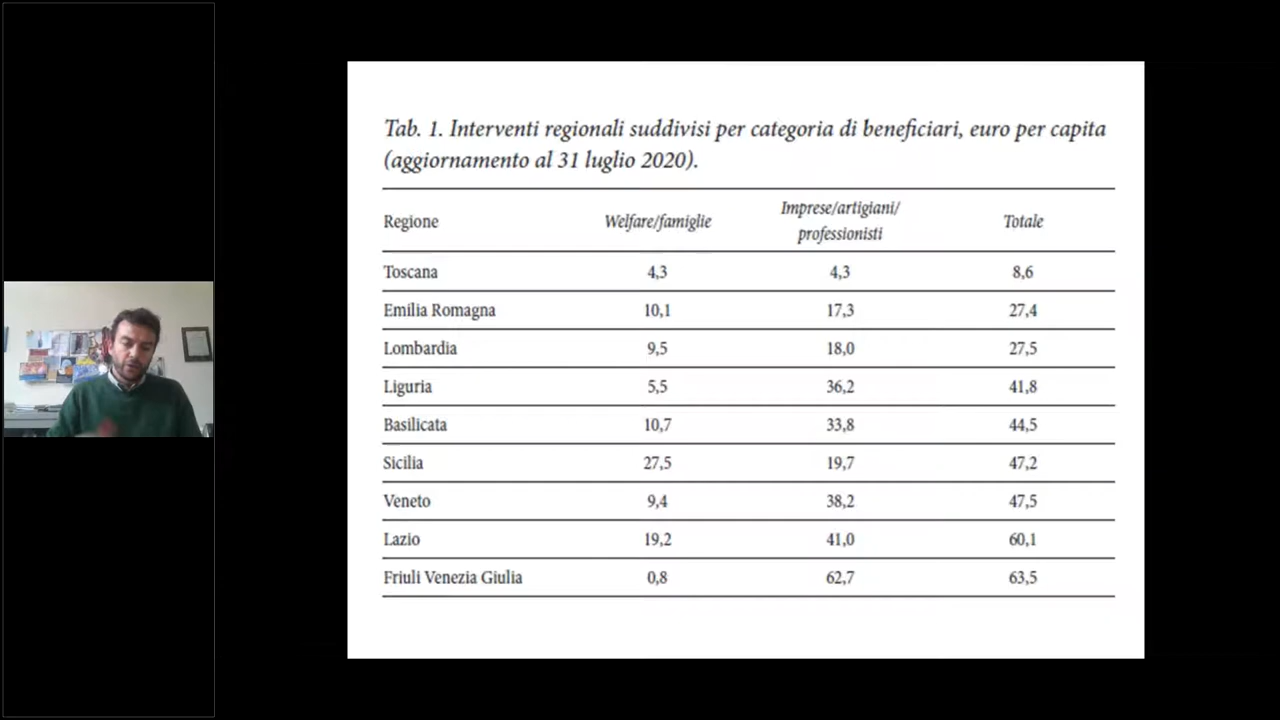 Tab. 1. Interventi regionali suddivisi per categoria di beneficiari, euro per capita
(aggiornamento al 31 luglio 2020).
Regione Welfare/famiglie Imprese/artigiani/ professionisti Totale
Toscana 4,3 4,3 8,6
Emilia Romagna 10,1 17,3 27,4
Lombardia 9,5 18,0 27,5
Liguria 5,5 36,2 41,8
Basilicata 10,7 33,8 44,5
Sicilia 27,5 19,7 47,2
Veneto 9,4 38,2 47,5
Lazio 19,2 41,0 60,1
Friuli Venezia Giulia 0,8 62,7 63,5